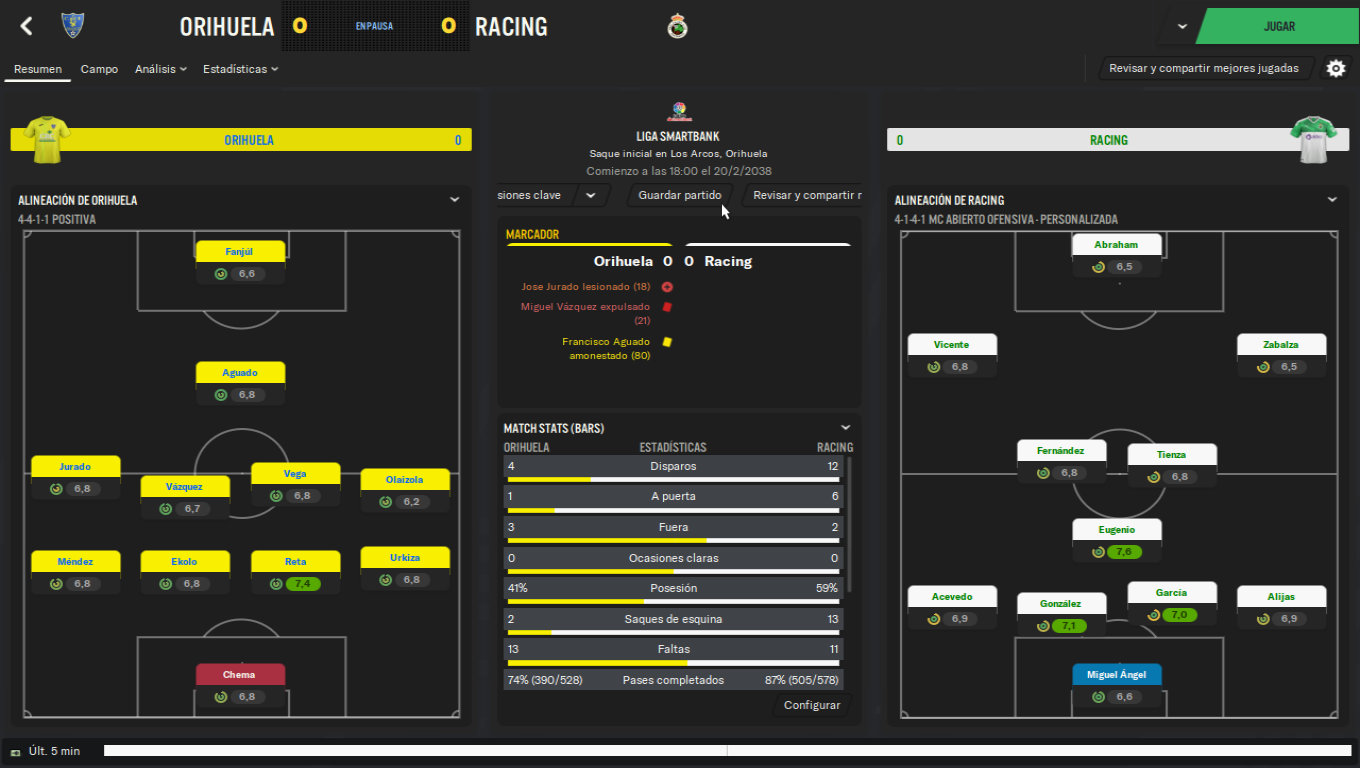 ORIHUELA 0 EN PAUSA 0 RACING
JUGAR
Resumen Campo Análisis Estadísticas
Revisar y compartir mejores jugadas
ORIHUELA 0
ALINEACIÓN DE ORIHUELA
4-4-1-1 POSITIVA
Fanjúl
6,6
Aguado
6,8
Jurado
6,8
Vázquez
6,7
Vega
6,8
Olaizola
6,2
Méndez
6,8
Ekolo
6,8
Reta
7,4
Urkiza
6,8
Chema
6,8
LIGA SMARTBANK
Saque inicial en Los Arcos, Orihuela
Comienzo a las 18:00 el 20/2/2038
siones clave
Guardar partido
Revisar y compartir r
MARCADOR
Orihuela 0 0 Racing
Jose Jurado lesionado (18)
Miguel Vázquez expulsado
(21)
Francisco Aguado
amonestado (80)
MATCH STATS (BARS)
ORIHUELA ESTADÍSTICAS RACING
4 Disparos 12
1 A puerta 6
3 Fuera 2
0 Ocasiones claras 0
41% Posesión 59%
2 Saques de esquina 13
13 Faltas 11
74% (390/528) Pases completados 87% (505/578)
Configurar
0 RACING
ALINEACIÓN DE RACING
4-1-4-1 MC ABIERTO OFENSIVA - PERSONALIZADA
Abraham
6,5
Vicente
6,8
Zabalza
6,5
Fernández
6,8
Tienza
6,8
Eugenio
7,6
Acevedo
6,9
González
7,1
García
7,0
Alijas
6,9
Miguel Ángel
6,6
Últ. 5 min